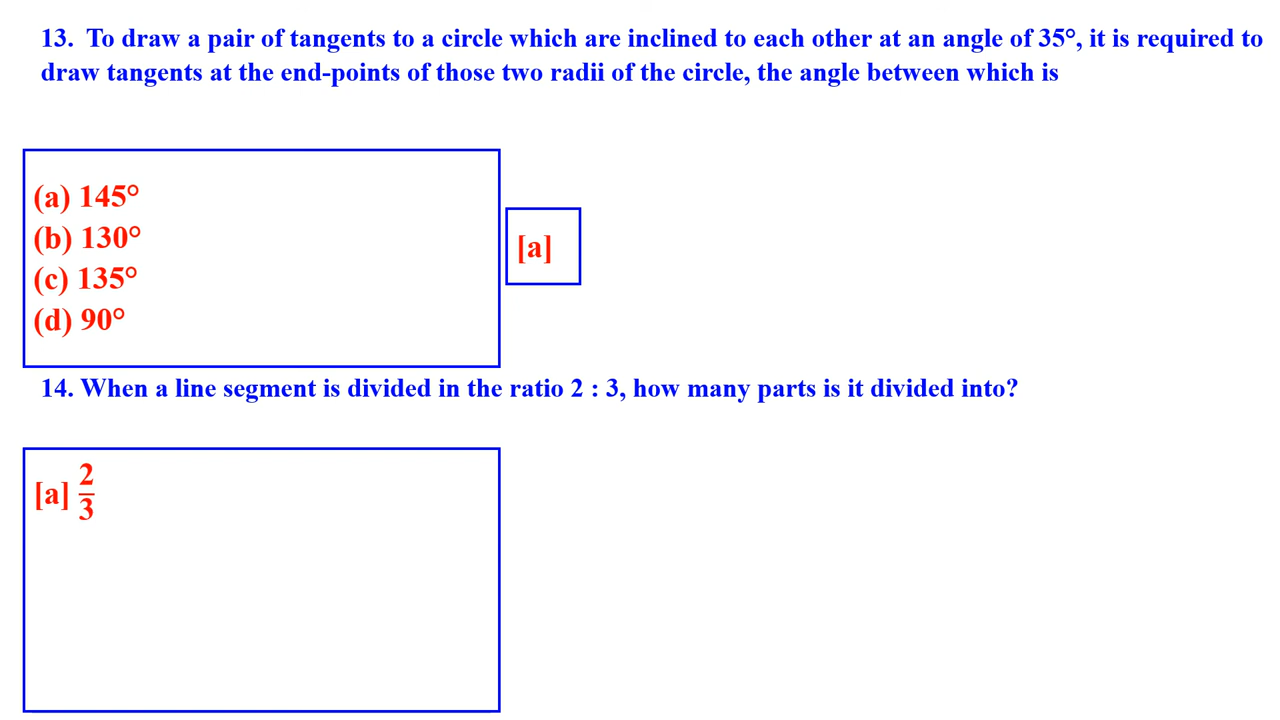 13. To draw a pair of tangents to a circle which are inclined to each other at an angle of 35°, it is required to
draw tangents at the end-points of those two radii of the circle, the angle between which is
(a) 145°
(b) 130°
(c) 135°
(d) 90°
[a]
14. When a line segment is divided in the ratio 2 : 3, how many parts is it divided into?
[a] 2/3